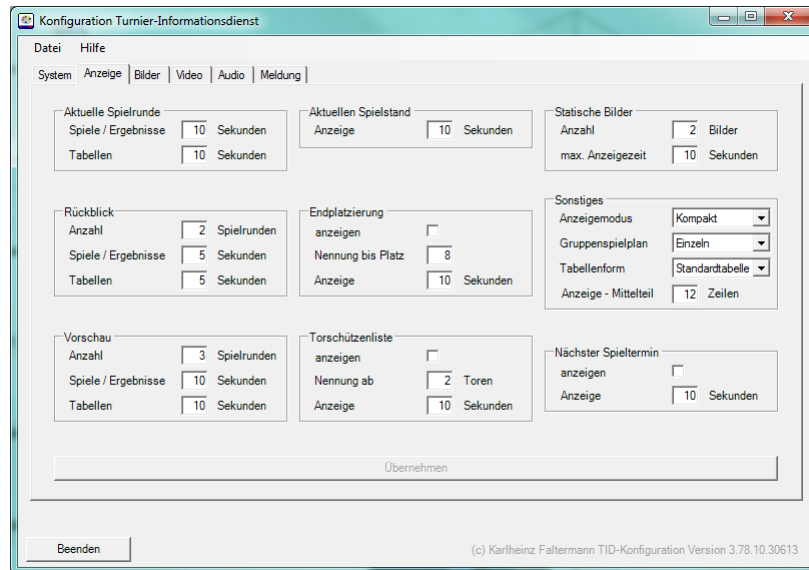 Konfiguration Turnier-Informationsdienst
Datei Hilfe
System Anzeige Bilder Video Audio Meldung
Aktuelle Spielrunde
Spiele / Ergebnisse 10 Sekunden
Tabellen 10 Sekunden
Aktuellen Spielstand
Anzeige 10 Sekunden
Statische Bilder
Anzahl 2 Bilder
max. Anzeigezeit 10 Sekunden
Rückblick
Anzahl 2 Spielrunden
Spiele / Ergebnisse 5 Sekunden
Tabellen 5 Sekunden
Endplatzierung
anzeigen
Nennung bis Platz 8
Anzeige 10 Sekunden
Sonstiges
Anzeigemodus Kompakt
Gruppenspielplan Einzeln
Tabellenform Standardtabelle
Anzeige - Mittelteil 12 Zeilen
Vorschau
Anzahl 3 Spielrunden
Spiele / Ergebnisse 10 Sekunden
Tabellen 10 Sekunden
Torschützenliste
anzeigen
Nennung ab 2 Toren
Anzeige 10 Sekunden
Nächster Spieltermin
anzeigen
Anzeige 10 Sekunden
Übernehmen
Beenden
(c) Karlheinz Faltermann TID-Konfiguration Version 3.78.10.30613